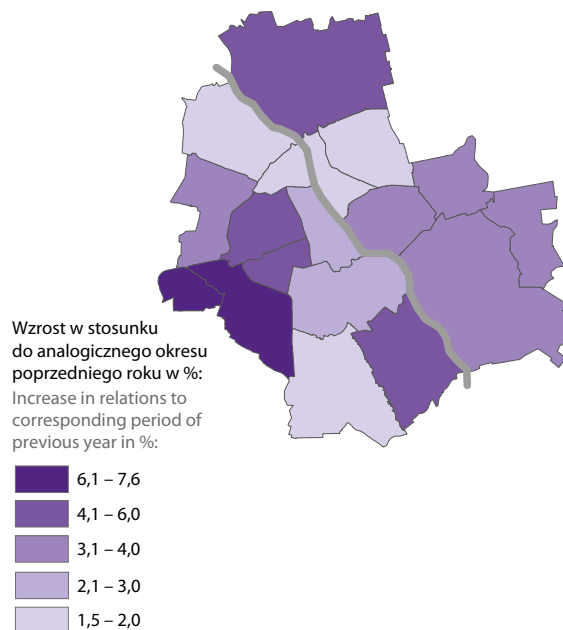 Wzrost w stosunku
do analogicznego okresu
poprzedniego roku w %:
Increase in relations to
corresponding period of
previous year in %:
6,1 – 7,6
4,1 – 6,0
3,1 – 4,0
2,1 – 3,0
1,5 – 2,0